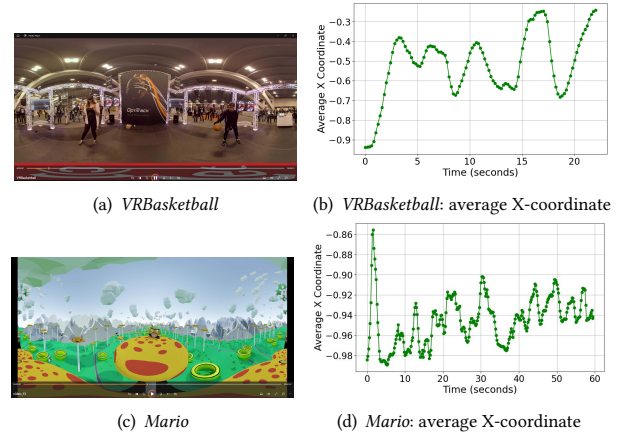 VRBasketball
(a) VRBasketball
Average X Coordinate
−0.3
−0.4
−0.5
−0.6
−0.7
−0.8
−0.9
0 5 10 15 20
Time (seconds)
(b) VRBasketball: average X-coordinate
(c) Mario
Average X Coordinate
−0.86
−0.88
−0.90
−0.92
−0.94
−0.96
−0.98
0 10 20 30 40 50 60
Time (seconds)
(d) Mario: average X-coordinate